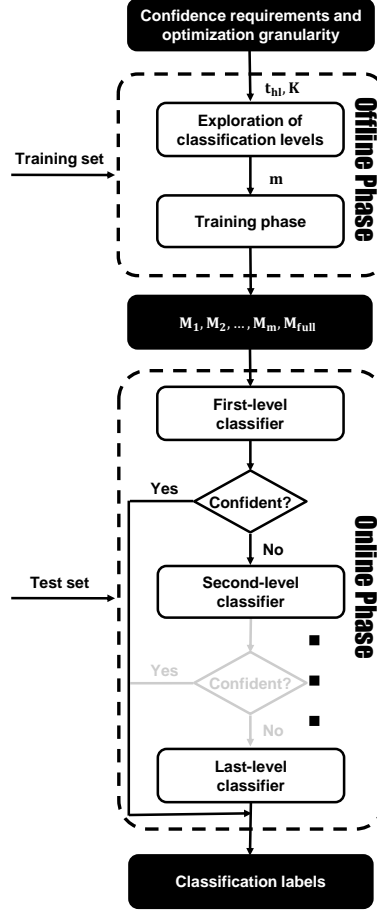 Confidence requirements and
optimization granularity
t_hl, K
Exploration of
classification levels
Offline Phase
Training set
m
Training phase
M_1, M_2, ..., M_m, M_full
First-level
classifier
Yes
Confident?
No
Online Phase
Test set
Second-level
classifier
Yes
Confident?
No
Last-level
classifier
Classification labels